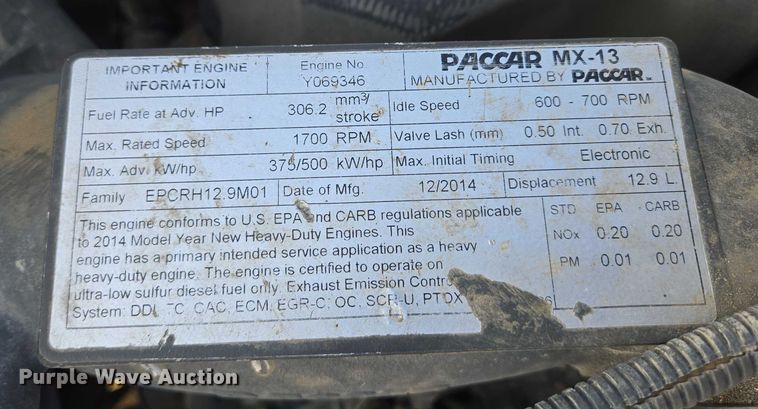 IMPORTANT ENGINE INFORMATION
Engine No. Y069346
PACCAR MX-13
MANUFACTURED BY PACCAR INC
Fuel Rate at Adv. HP 306.2 mm³/stroke
Idle Speed 600 - 700 RPM
Max. Rated Speed 1700 RPM
Valve Lash (mm) 0.50 Int. 0.70 Exh.
Max. Adv. kW/hp 375/500 kW/hp
Max. Initial Timing Electronic
Family EPCRH12.9M01
Date of Mfg. 12/2014
Displacement 12.9 L.
This engine conforms to U.S. EPA and CARB regulations applicable
to 2014 Model Year New Heavy-Duty Engines. This
engine has a primary intended service application as a heavy
heavy-duty engine. The engine is certified to operate on
ultra-low sulfur diesel fuel only. Exhaust Emission Control
System: DDI, TC, CAC, ECM, EGR-C, OC, SCR-U, PTOX
STD EPA CARB
NOx 0.20 0.20
PM 0.01 0.01
Purple Wave Auction